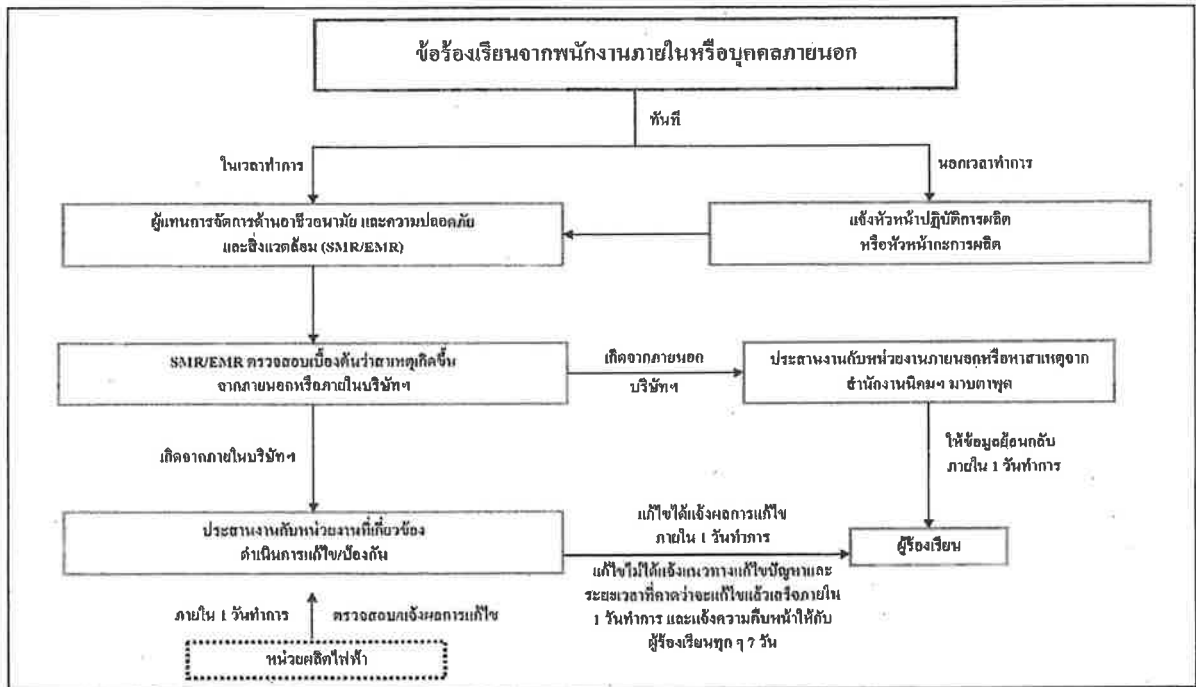 ข้อร้องเรียนจากพนักงานภายในหรือบุคคลภายนอก
ทันที
ในเวลาทำการ
นอกเวลาทำการ
ผู้แทนการจัดการด้านอาชีวอนามัย และความปลอดภัย
และสิ่งแวดล้อม (SMR/EMR)
แจ้งหัวหน้าปฏิบัติการผลิต
หรือหัวหน้ากะการผลิต
SMR/EMR ตรวจสอบเบื้องต้นว่าสาเหตุเกิดขึ้น
จากภายนอกหรือภายในบริษัทฯ
เกิดจากภายนอก
บริษัทฯ
ประสานงานกับหน่วยงานภายนอกหรือหาสาเหตุจาก
สำนักงานนิคมฯ มาบตาพุด
เกิดจากภายในบริษัทฯ
ให้ข้อมูลย้อนกลับ
ภายใน 1 วันทำการ
ประสานงานกับหน่วยงานที่เกี่ยวข้อง
ดำเนินการแก้ไข/ป้องกัน
แก้ไขได้แจ้งผลการแก้ไข
ภายใน 1 วันทำการ
ผู้ร้องเรียน
แก้ไขไม่ได้แจ้งแนวทางแก้ไขปัญหาและ
ระยะเวลาที่คาดว่าจะแก้ไขแล้วเสร็จภายใน
1 วันทำการ และแจ้งความคืบหน้าให้กับ
ผู้ร้องเรียนทุก ๆ 7 วัน
ภายใน 1 วันทำการ
ตรวจสอบ/แจ้งผลการแก้ไข
หน่วยผลิตไฟฟ้า